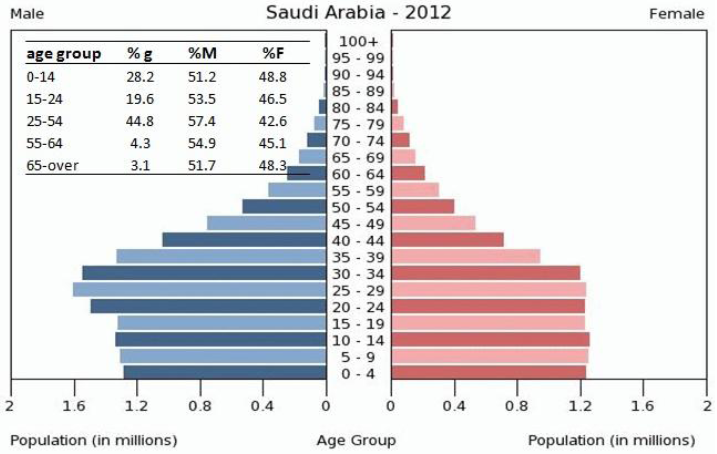 Saudi Arabia - 2012
Male
Female
age group % g %M %F
0-14 28.2 51.2 48.8
15-24 19.6 53.5 46.5
25-54 44.8 57.4 42.6
55-64 4.3 54.9 45.1
65-over 3.1 51.7 48.3
100+
95 - 99
90 - 94
85 - 89
80 - 84
75 - 79
70 - 74
65 - 69
60 - 64
55 - 59
50 - 54
45 - 49
40 - 44
35 - 39
30 - 34
25 - 29
20 - 24
15 - 19
10 - 14
5 - 9
0 - 4
2 1.6 1.2 0.8 0.4 0 0 0.4 0.8 1.2 1.6 2
Population (in millions) Age Group Population (in millions)